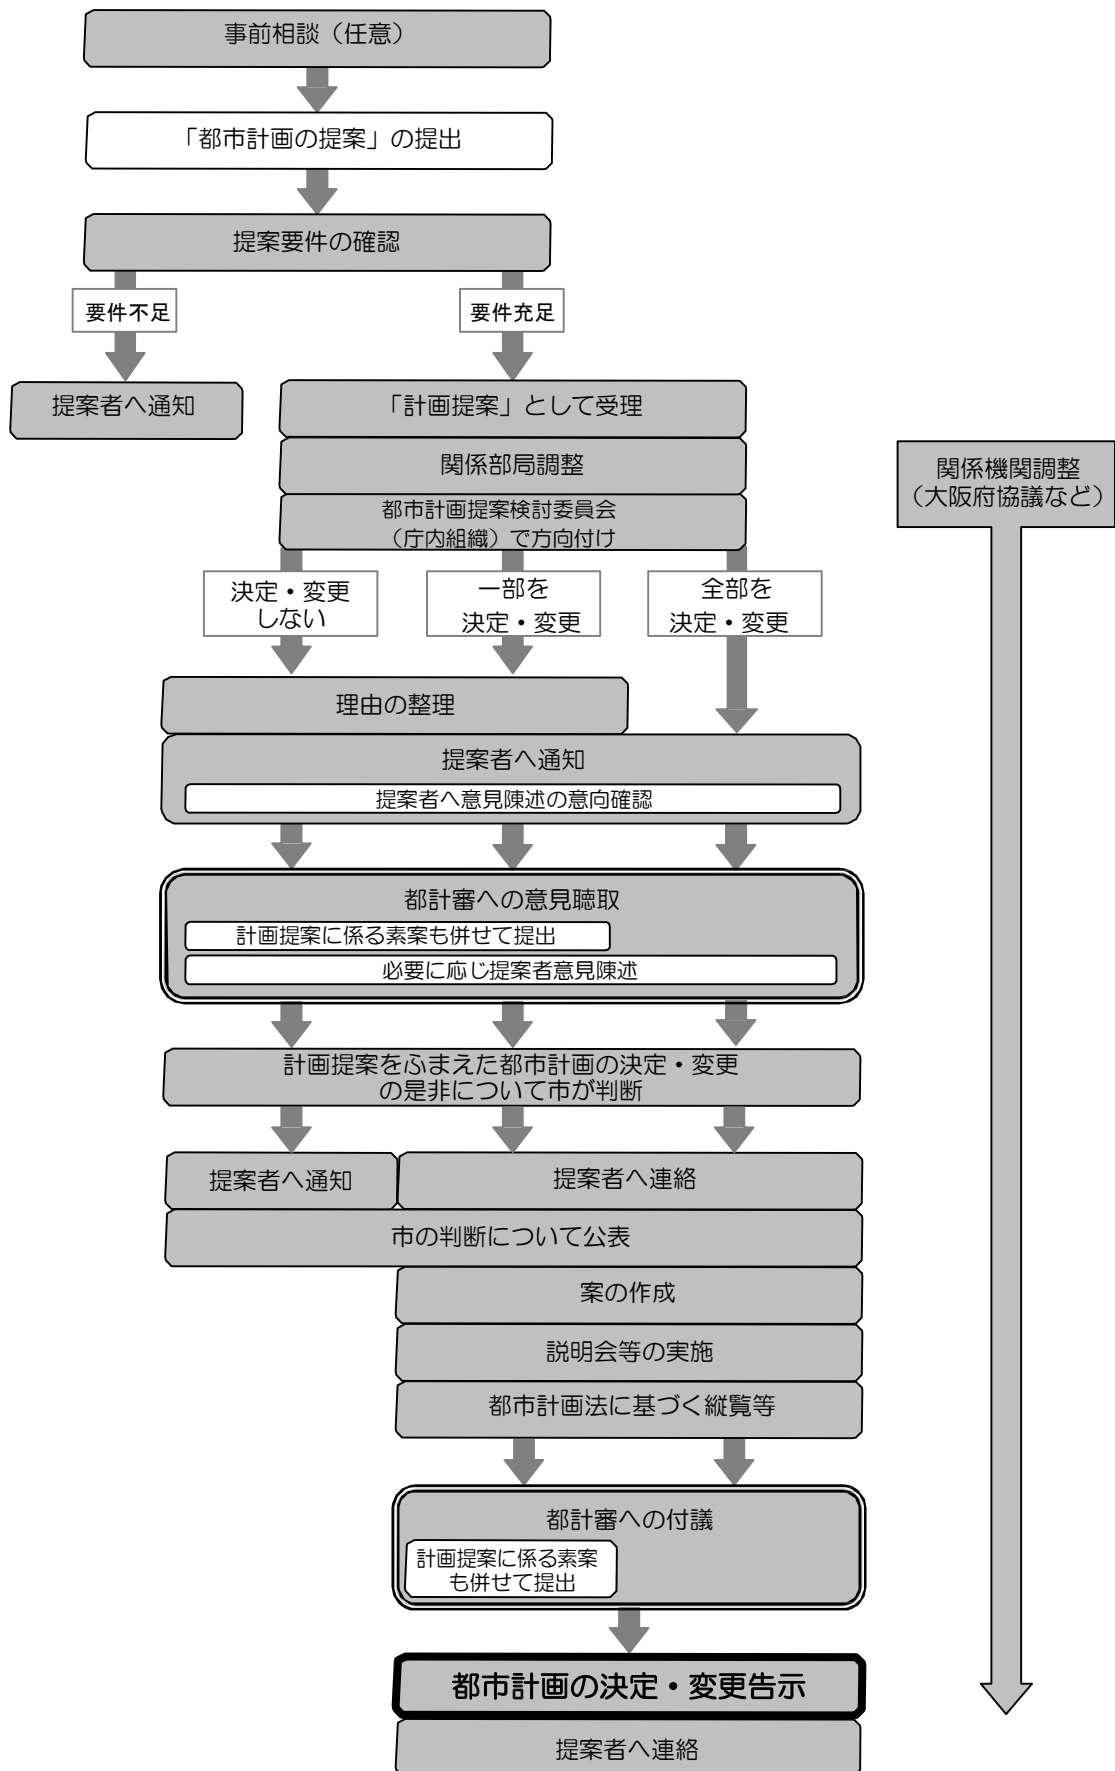 事前相談（任意）
「都市計画の提案」の提出
提案要件の確認
要件不足
要件充足
提案者へ通知
「計画提案」として受理
関係部局調整
都市計画提案検討委員会
（庁内組織）で方向付け
関係機関調整
（大阪府協議など）
決定・変更
しない
一部を
決定・変更
全部を
決定・変更
理由の整理
提案者へ通知
提案者へ意見陳述の意向確認
都計審への意見聴取
計画提案に係る素案も併せて提出
必要に応じ提案者意見陳述
計画提案をふまえた都市計画の決定・変更
の是非について市が判断
提案者へ通知
提案者へ連絡
市の判断について公表
案の作成
説明会等の実施
都市計画法に基づく縦覧等
都計審への付議
計画提案に係る素案
も併せて提出
都市計画の決定・変更告示
提案者へ連絡